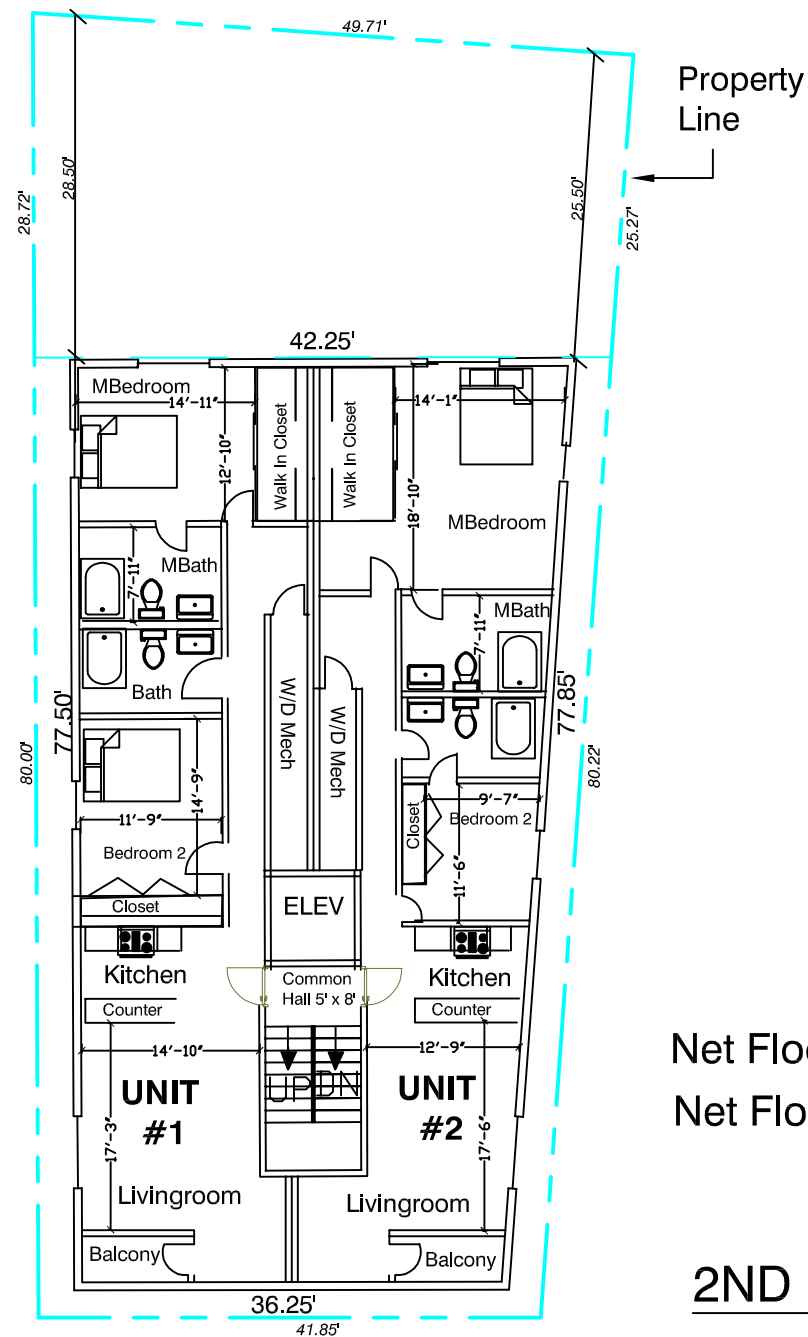 49.71'
Property
Line
28.50'
25.50'
28.72'
25.27'
42.25'
MBedroom
14'-11"
14'-1"
12'-10"
Walk In Closet
Walk In Closet
18'-10"
MBedroom
MBath
7'-11"
MBath
7'-11"
Bath
77.50'
77.85'
W/D Mech
W/D Mech
80.00'
80.22'
14'-9"
11'-9"
9'-7"
Closet
Bedroom 2
Bedroom 2
11'-6"
Closet
ELEV
Kitchen
Common
Hall 5' x 8'
Kitchen
Counter
Counter
14'-10"
12'-9"
UNIT
#1
UP
DN
UNIT
#2
17'-3"
17'-6"
Net Floo
Net Floo
Livingroom
Livingroom
Balcony
Balcony
36.25'
41.85'
2ND